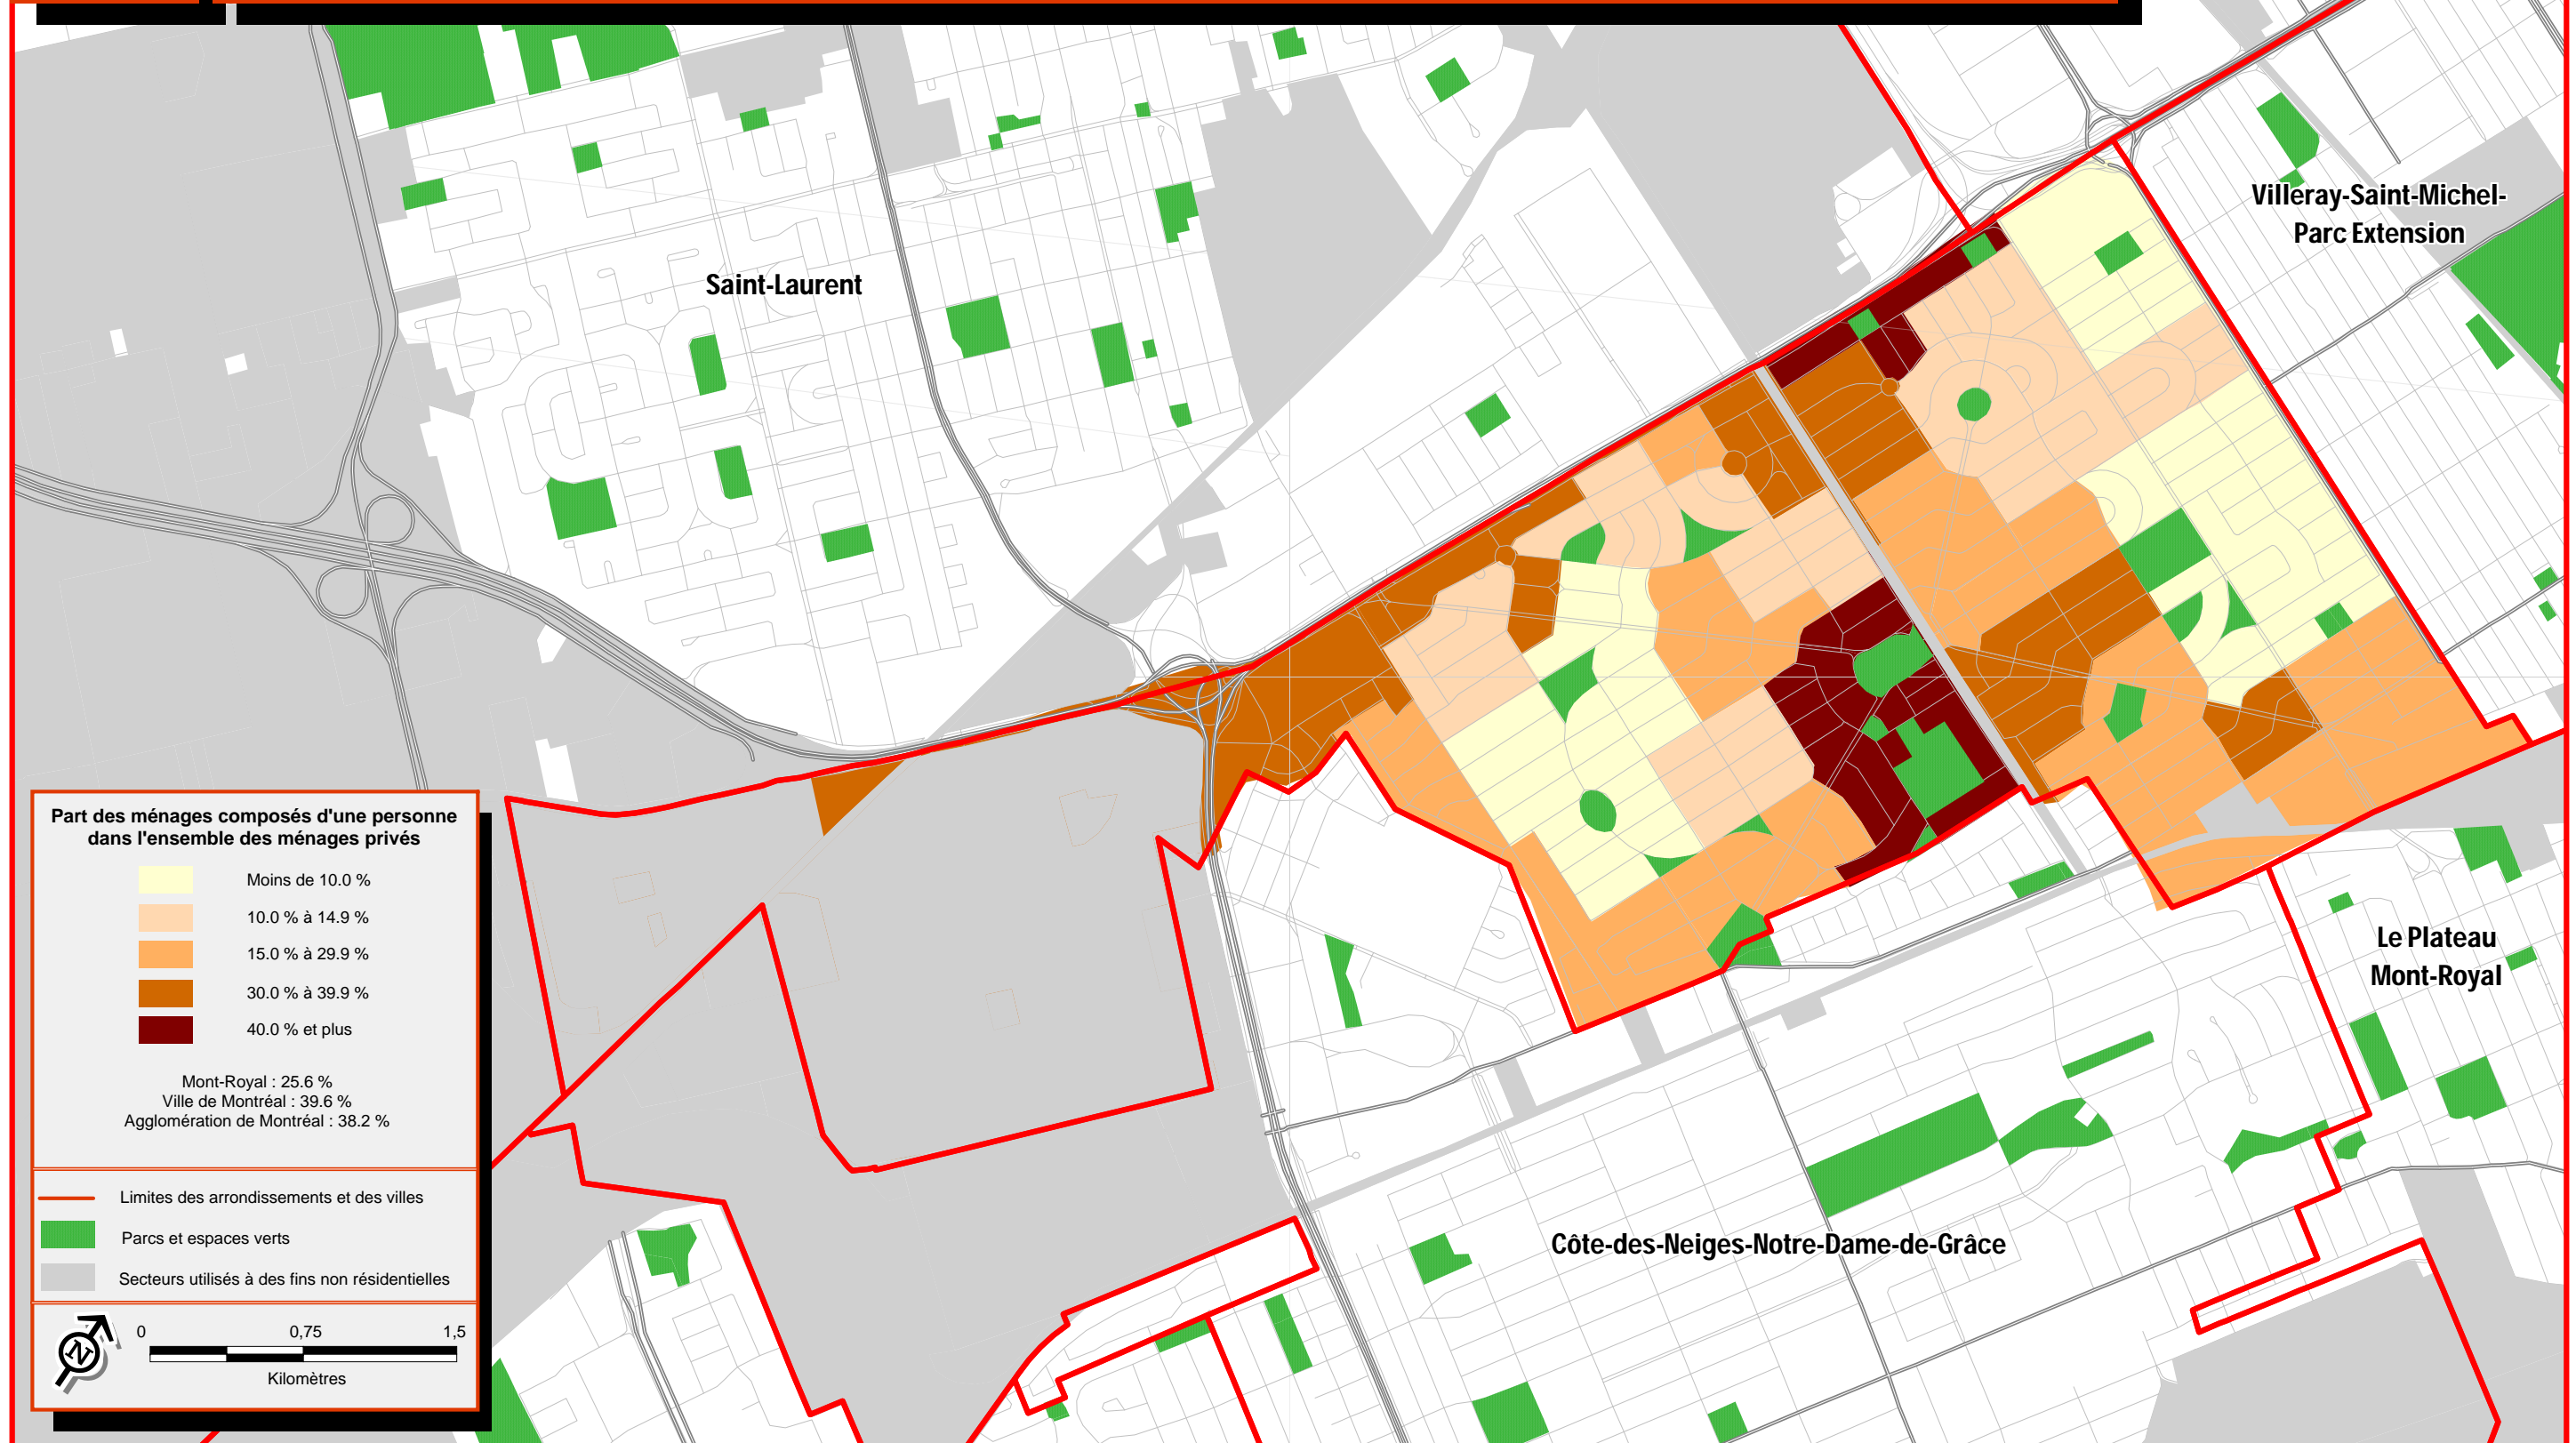 Saint-Laurent
Villeray-Saint-Michel-
Parc Extension
Le Plateau
Mont-Royal
Côte-des-Neiges-Notre-Dame-de-Grâce
Part des ménages composés d'une personne
dans l'ensemble des ménages privés
Moins de 10.0 %
10.0 % à 14.9 %
15.0 % à 29.9 %
30.0 % à 39.9 %
40.0 % et plus
Mont-Royal : 25.6 %
Ville de Montréal : 39.6 %
Agglomération de Montréal : 38.2 %
Limites des arrondissements et des villes
Parcs et espaces verts
Secteurs utilisés à des fins non résidentielles
N
0 0,75 1,5
Kilomètres